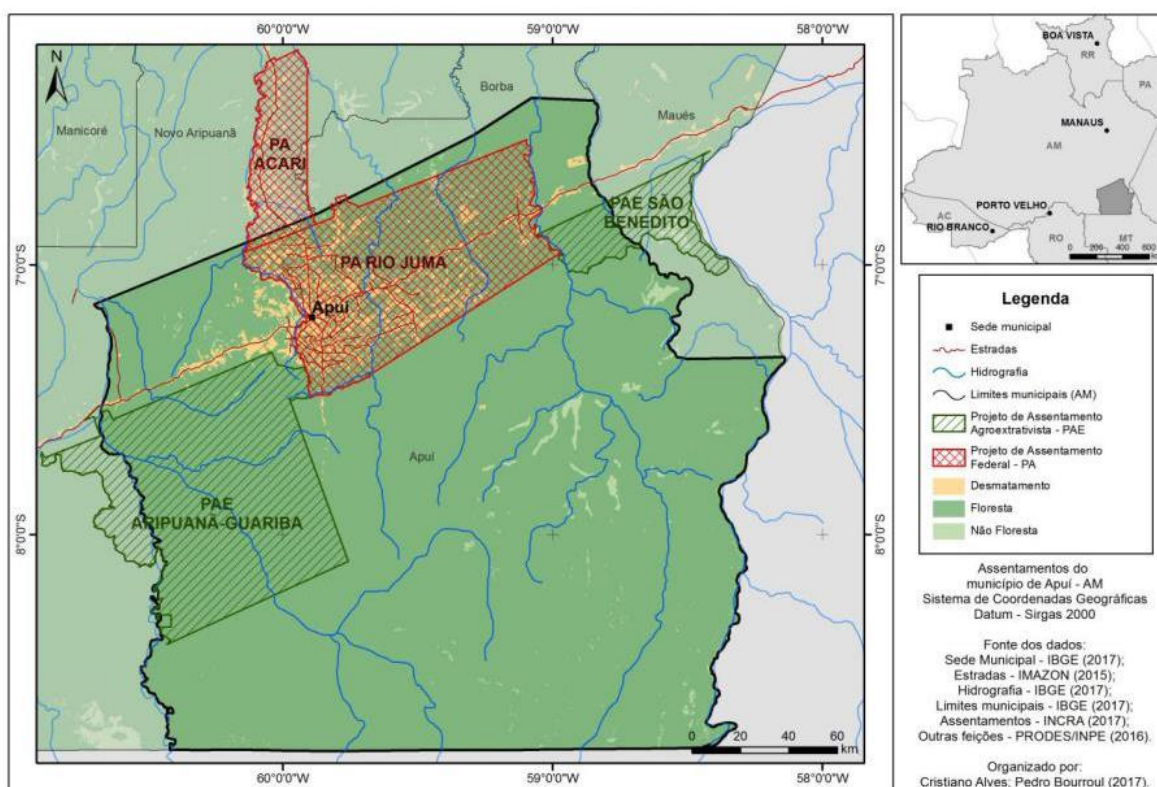 60°0'0"W
59°0'0"W
58°0'0"W
N
Manicoré
Novo Aripuanã
Borba
Maués
PA
ACARI
PAE SÃO
BENEDITO
PA RIO JUMA
Apuí
7°0'0"S
7°0'0"S
Apuí
PAE
ARIPUANÃ-GUARIBA
8°0'0"S
8°0'0"S
0 10 20 40 60
km
60°0'0"W
59°0'0"W
58°0'0"W
BOA VISTA
RR
PA
MANAUS
AM
PORTO VELHO
AC
RIO BRANCO
RO
MT
0 200 400 600
Legenda
Sede municipal
Estradas
Hidrografia
Limites municipais (AM)
Projeto de Assentamento
Agroextrativista - PAE
Projeto de Assentamento
Federal - PA
Desmatamento
Floresta
Não Floresta
Assentamentos do
município de Apuí - AM
Sistema de Coordenadas Geográficas
Datum - Sirgas 2000
Fonte dos dados:
Sede Municipal - IBGE (2017);
Estradas - IMAZON (2015);
Hidrografia - IBGE (2017);
Limites municipais - IBGE (2017);
Assentamentos - INCRA (2017);
Outras feições - PRODES/INPE (2016).
Organizado por:
Cristiano Alves; Pedro Bourroul (2017).